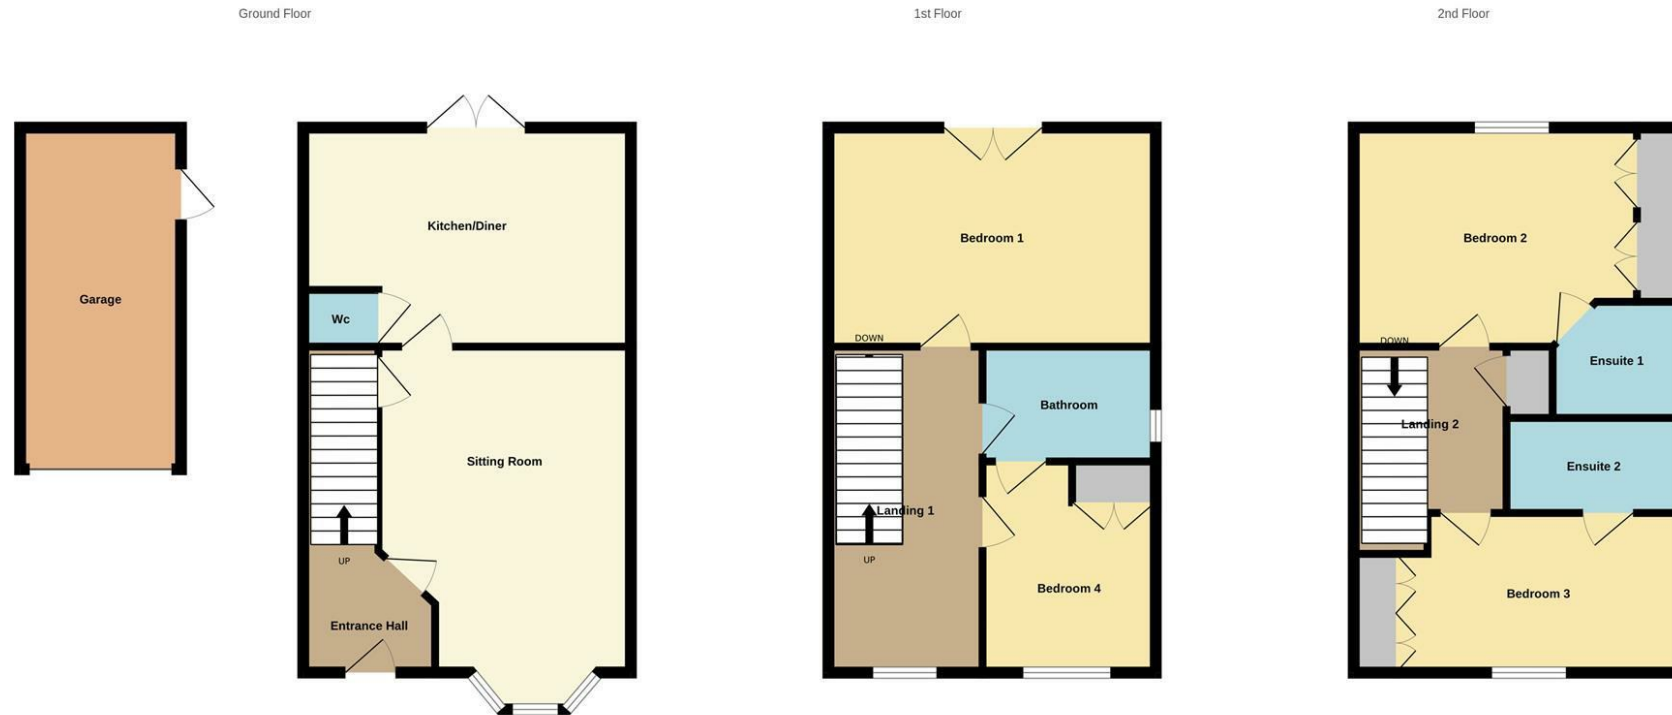 Ground Floor
1st Floor
2nd Floor
Kitchen/Diner
Garage
Wc
Sitting Room
UP
Entrance Hall
Bedroom 1
DOWN
Bathroom
Landing 1
UP
Bedroom 4
Bedroom 2
DOWN
Ensuite 1
Landing 2
Ensuite 2
Bedroom 3